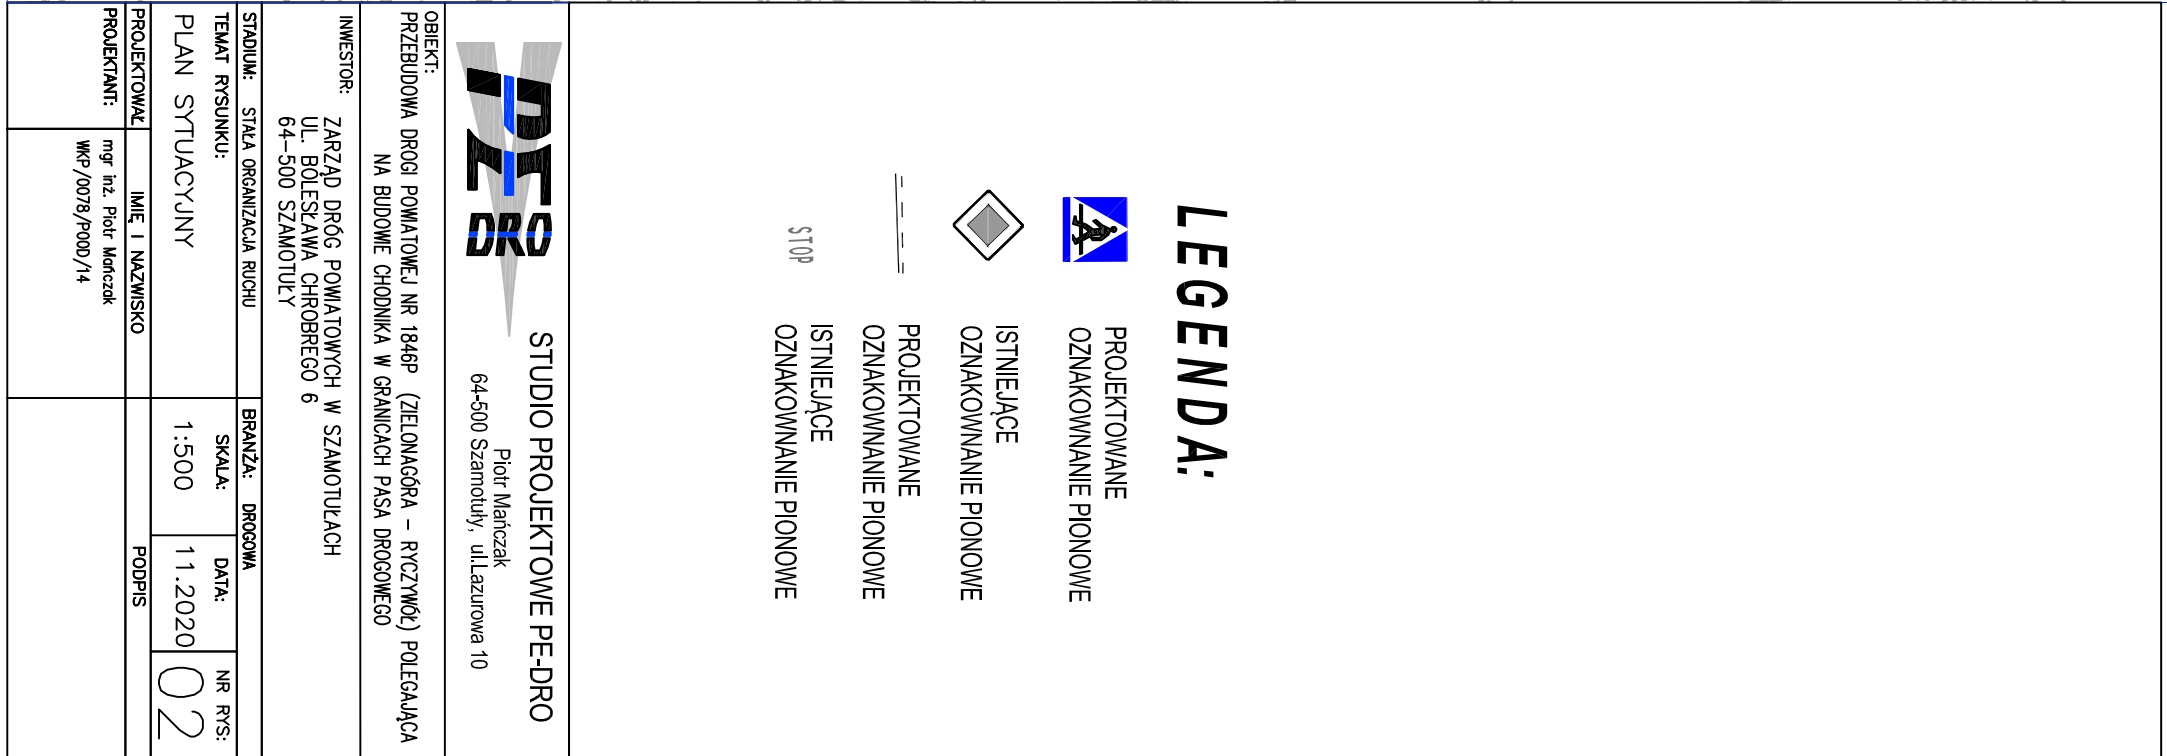 LEGENDA:
PROJEKTOWANE
OZNAKOWNANIE PIONOWE
ISTNIEJĄCE
OZNAKOWNANIE PIONOWE
PROJEKTOWANE
OZNAKOWNANIE PIONOWE
STOP
ISTNIEJĄCE
OZNAKOWNANIE PIONOWE
PE
DRO
STUDIO PROJEKTOWE PE-DRO
Piotr Mańczak
64-500 Szamotuły, ul.Lazurowa 10
OBIEKT:
PRZEBUDOWA DROGI POWIATOWEJ NR 1846P (ZIELONAGÓRA – RYCZYWÓŁ) POLEGAJĄCA
NA BUDOWIE CHODNIKA W GRANICACH PASA DROGOWEGO
INWESTOR:
ZARZĄD DRÓG POWIATOWYCH W SZAMOTUŁACH
UL. BOLESŁAWA CHROBREGO 6
64-500 SZAMOTUŁY
STADIUM: STAŁA ORGANIZACJA RUCHU
BRANŻA: DROGOWA
TEMAT RYSUNKU:
PLAN SYTUACYJNY
SKALA:
1:500
DATA:
11.2020
NR RYS:
02
PROJEKTOWAŁ
IMIĘ I NAZWISKO
PODPIS
PROJEKTANT:
mgr inż. Piotr Mańczak
WKP/0078/POOD/14